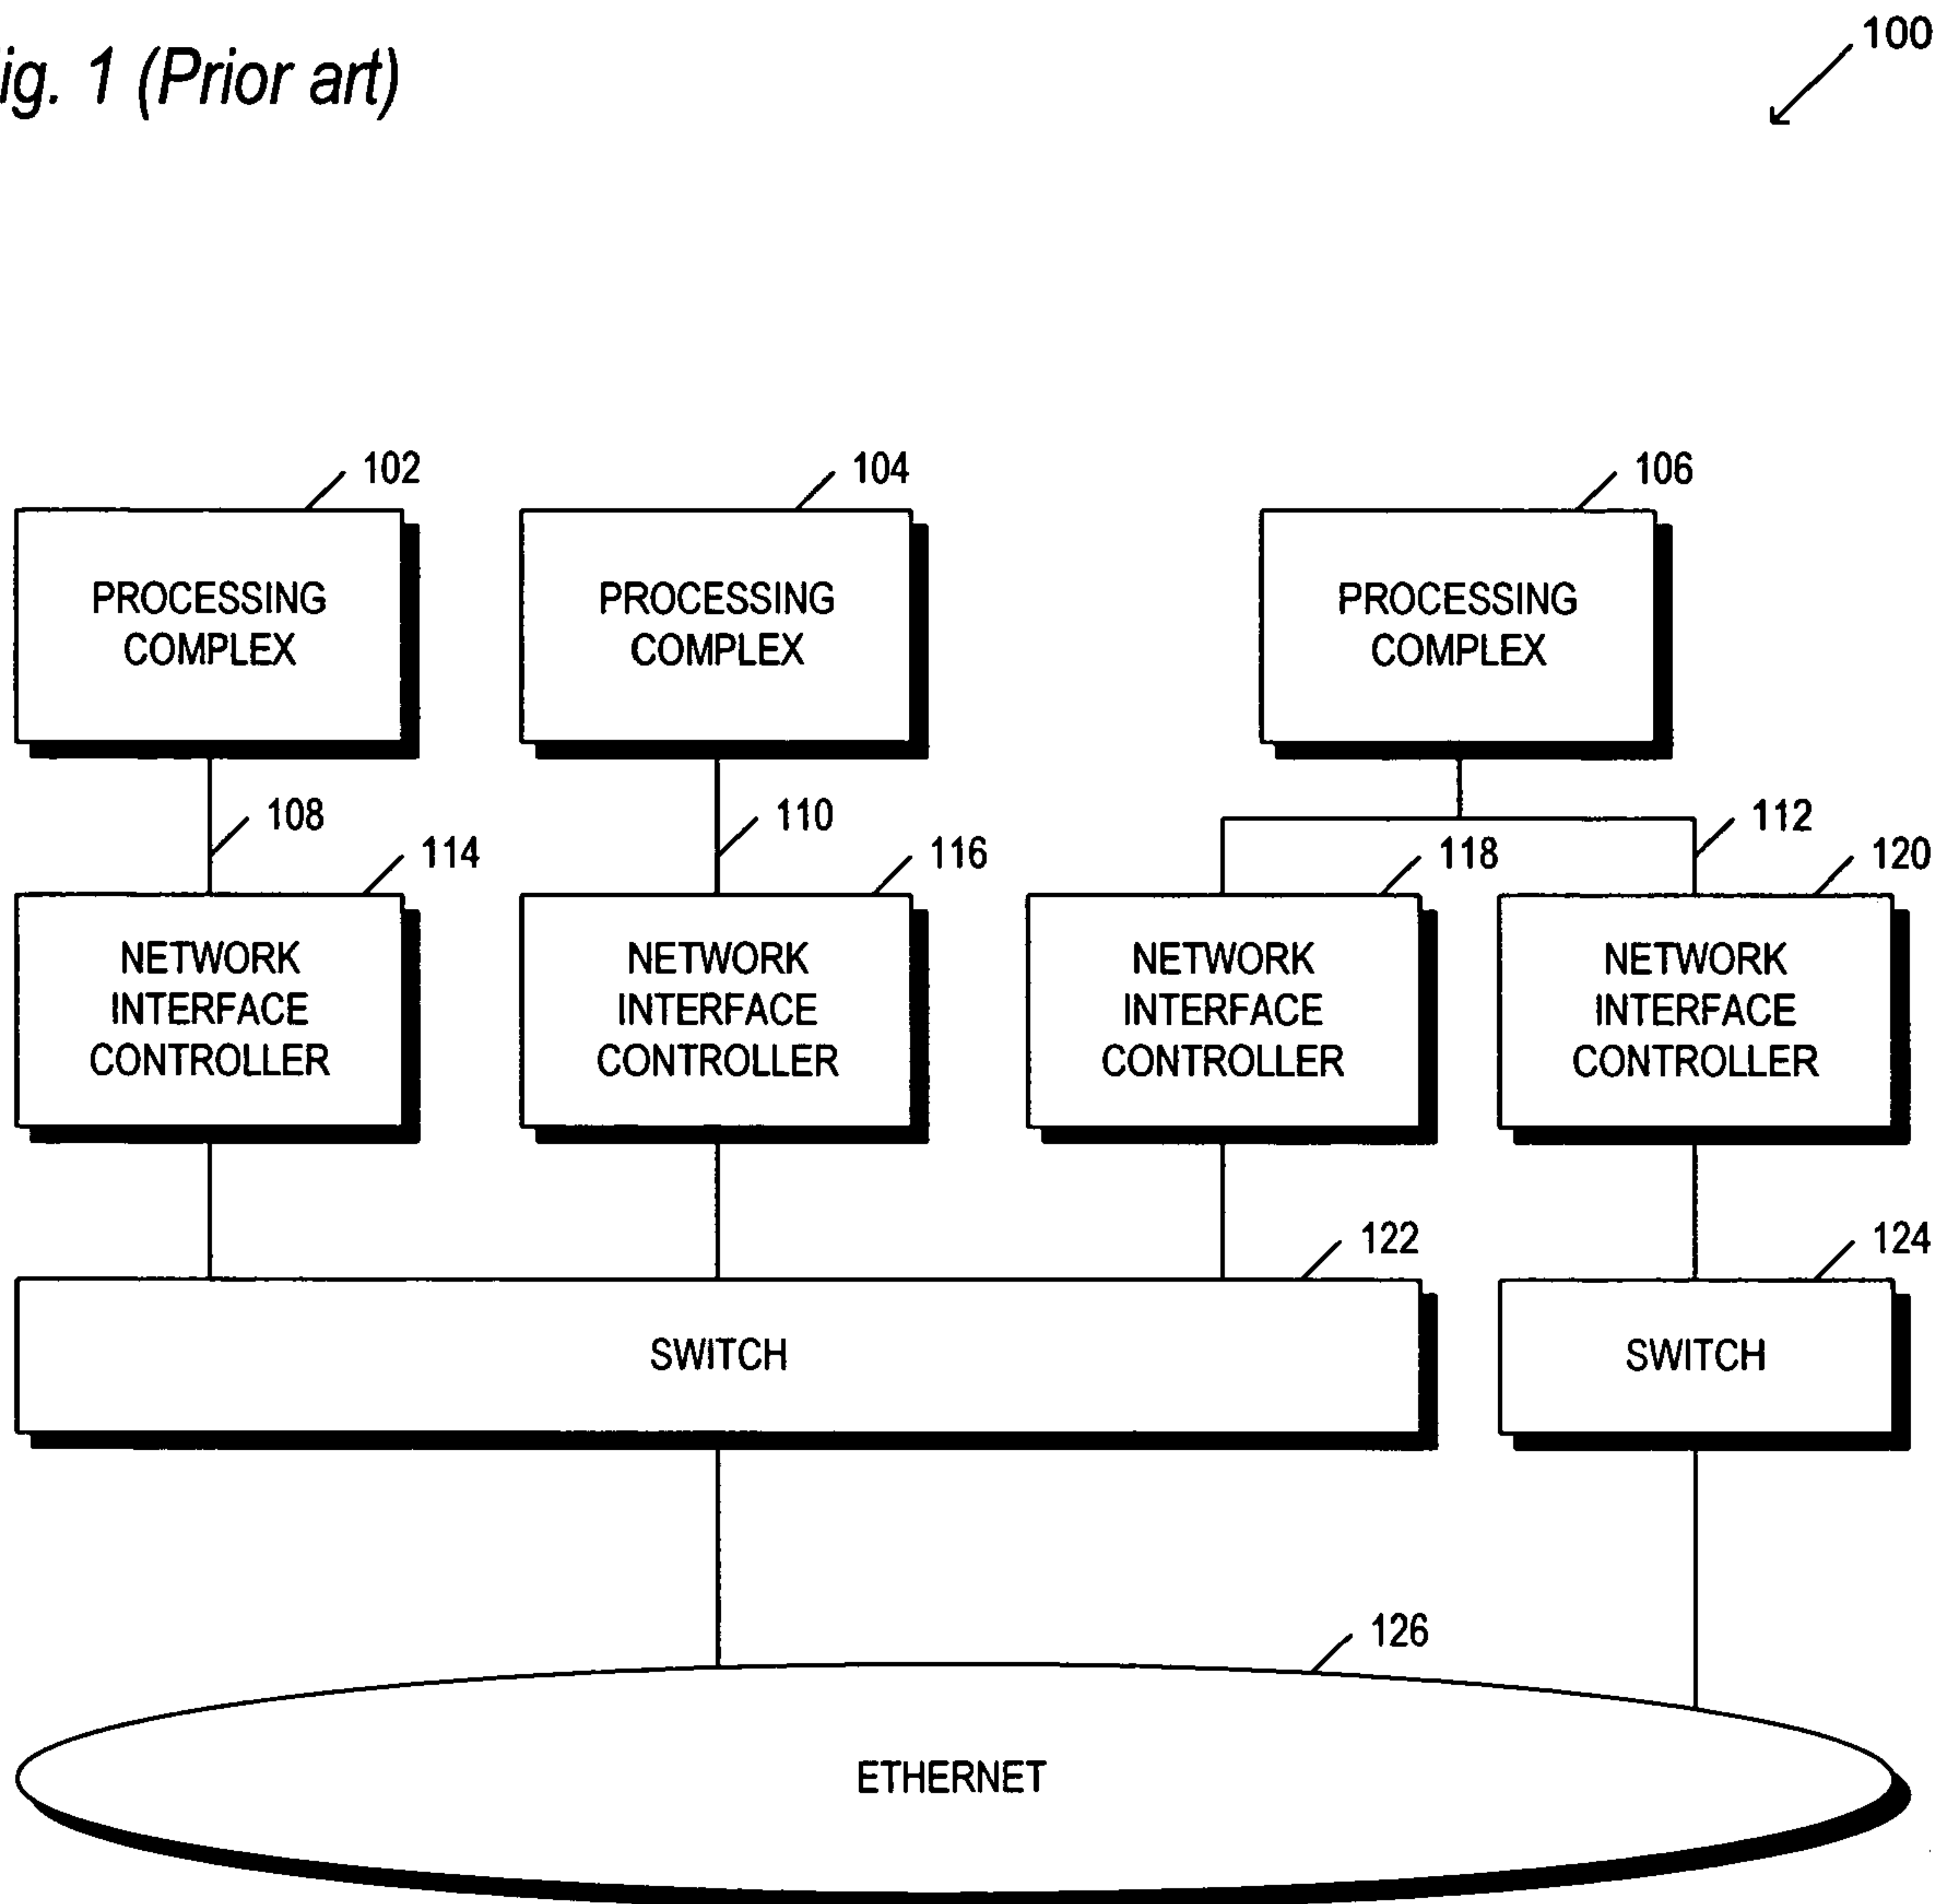 ig. 1 (Prior art)
100
102
104
106
PROCESSING
COMPLEX
PROCESSING
COMPLEX
PROCESSING
COMPLEX
108
110
112
114
116
118
120
NETWORK
INTERFACE
CONTROLLER
NETWORK
INTERFACE
CONTROLLER
NETWORK
INTERFACE
CONTROLLER
NETWORK
INTERFACE
CONTROLLER
122
124
SWITCH
SWITCH
126
ETHERNET